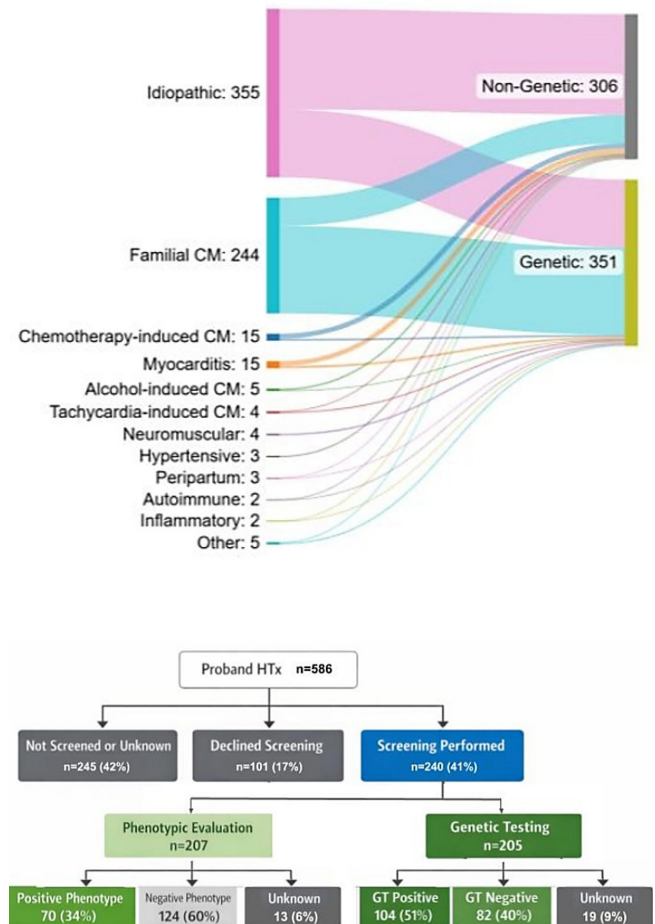 Idiopathic: 355
Non-Genetic: 306
Familial CM: 244
Genetic: 351
Chemotherapy-induced CM: 15
Myocarditis: 15
Alcohol-induced CM: 5
Tachycardia-induced CM: 4
Neuromuscular: 4
Hypertensive: 3
Peripartum: 3
Autoimmune: 2
Inflammatory: 2
Other: 5
Proband HTx n=586
Not Screened or Unknown
n=245 (42%)
Declined Screening
n=101 (17%)
Screening Performed
n=240 (41%)
Phenotypic Evaluation
n=207
Genetic Testing
n=205
Positive Phenotype
70 (34%)
Negative Phenotype
124 (60%)
Unknown
13 (6%)
GT Positive
104 (51%)
GT Negative
82 (40%)
Unknown
19 (9%)